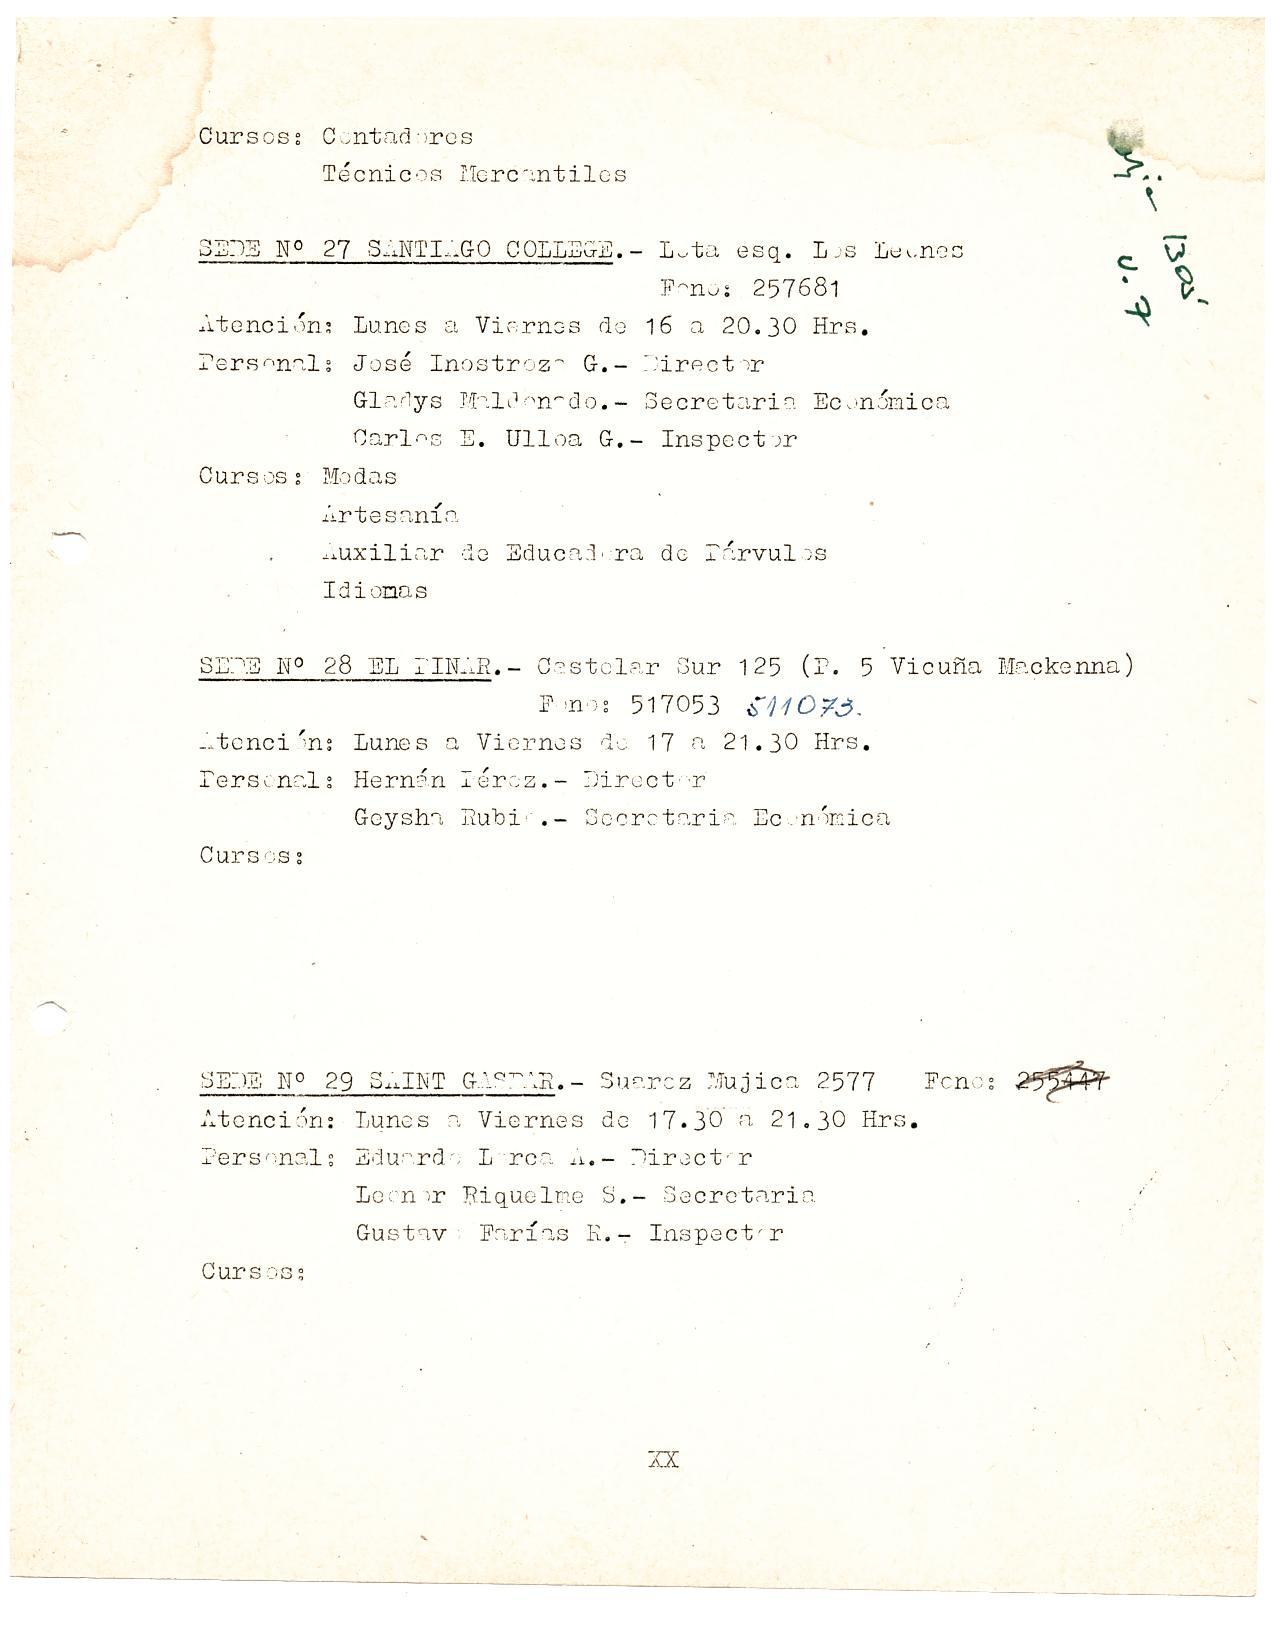 Cursos: Contadores
Técnicos Mercantiles
SEDE Nº 27 SANTIAGO COLLEGE.- Lota esq. Los Leones
Fono: 257681
Atención: Lunes a Viernes de 16 a 20.30 Hrs.
Personal: José Inostroza G.- Director
Gladys Maldonado.- Secretaria Económica
Carlos E. Ulloa G.- Inspector
Cursos: Modas
Artesanía
Auxiliar de Educadora de Párvulos
Idiomas
SEDE Nº 28 EL PINAR.- Castelar Sur 125 (P. 5 Vicuña Mackenna)
Fono: 517053 511073.
Atención: Lunes a Viernes de 17 a 21.30 Hrs.
Personal: Hernán Pérez.- Director
Geysha Rubio.- Secretaria Económica
Cursos:
SEDE Nº 29 SAINT GASPAR.- Suarez Mujica 2577 Fono: 255447
Atención: Lunes a Viernes de 17.30 a 21.30 Hrs.
Personal: Eduardo Lorca A.- Director
Leonor Riquelme S.- Secretaria
Gustavo Farías R.- Inspector
Cursos:
XX